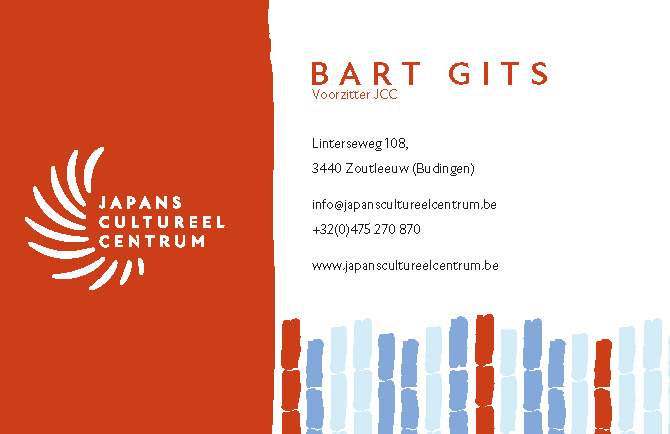 JAPANS
CULTUREEL
CENTRUM
BART GITS
Voorzitter JCC
Linterseweg 108,
3440 Zoutleeuw (Budingen)
info@japanscultureelcentrum.be
+32(0)475 270 870
www.japanscultureelcentrum.be